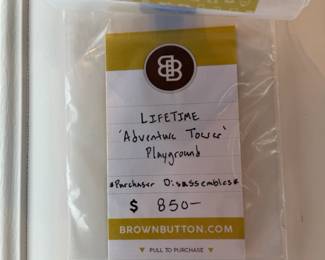 LIFETIME
'Adventure Tower'
Playground
*Purchaser Disassembles*
$ 850-
BROWNBUTTON.COM
PULL TO PURCHASE